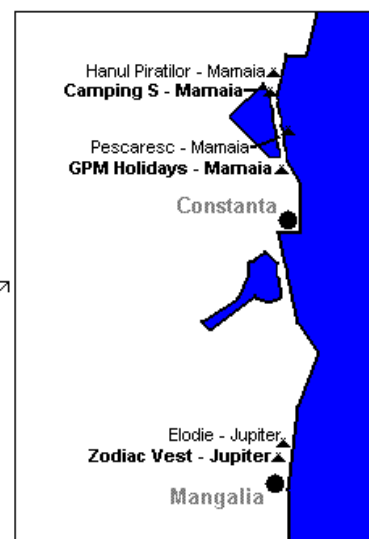 Hanul Piratilor - Mamaia
Camping S - Mamaia
Pescaresc - Mamaia
GPM Holidays - Mamaia
Constanta
Elodie - Jupiter
Zodiac Vest - Jupiter
Mangalia